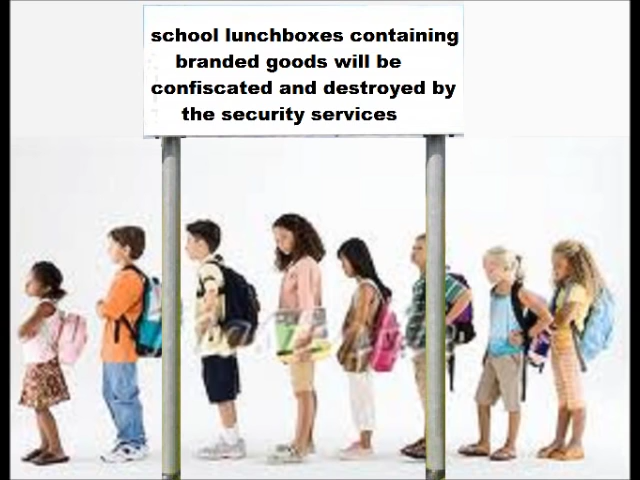 school lunchboxes containing
branded goods will be
confiscated and destroyed by
the security services